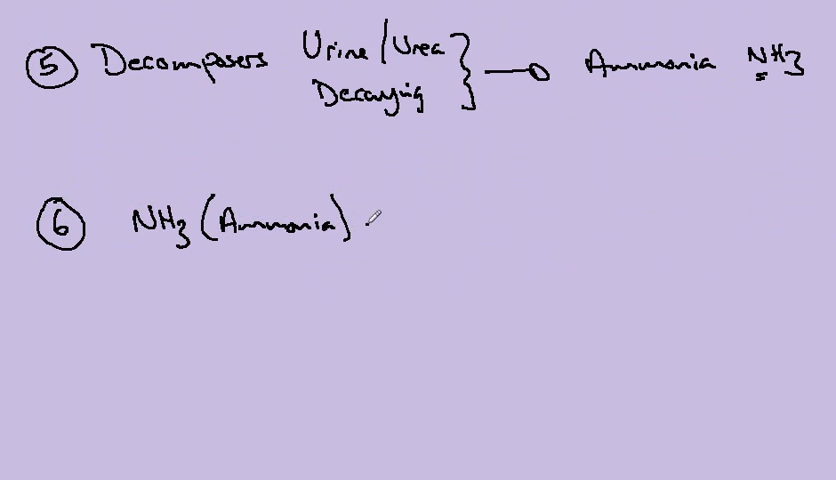 5 Decomposers Urine/Urea } → Ammonia NH3
Decaying
6 NH3 (Ammonia)